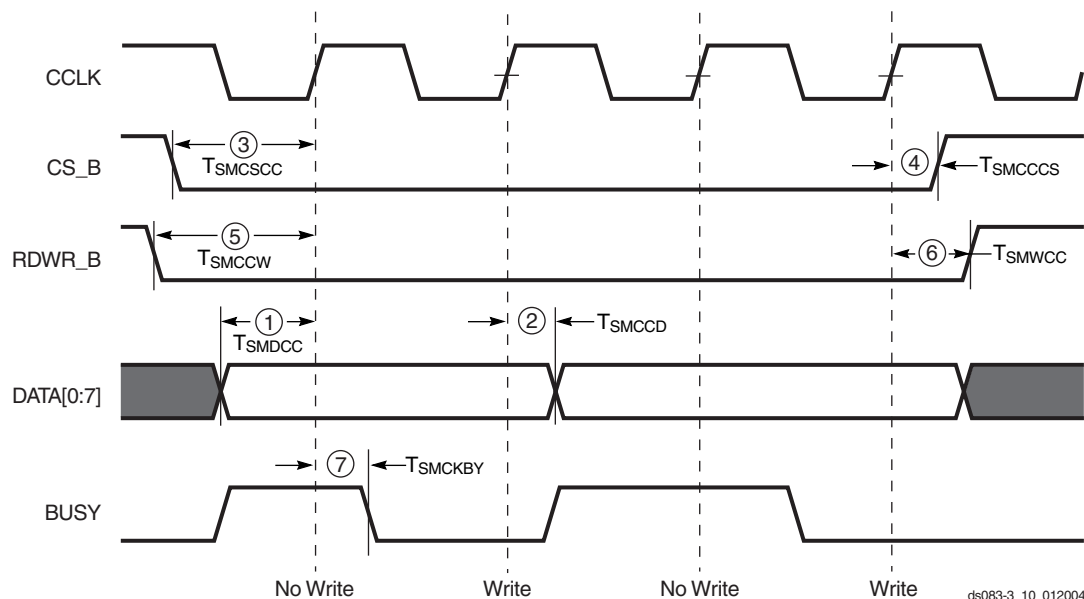 CCLK
CS_B
③
TSMCSCC
④
TSMCCCS
RDWR_B
⑤
TSMCCW
⑥
TSMWCC
①
TSMDCC
②
TSMCCD
DATA[0:7]
⑦
TSMCKBY
BUSY
No Write
Write
No Write
Write
ds083-3_10_012004